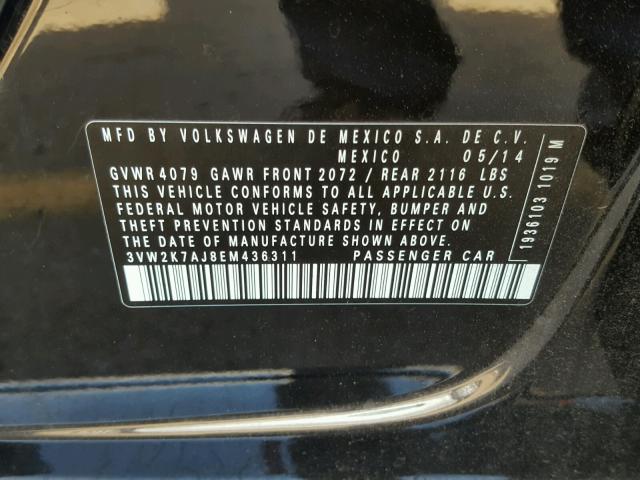 MFD BY VOLKSWAGEN DE MEXICO S.A. DE C.V.
MEXICO 05/14
GVWR 4079 GAWR FRONT 2072 / REAR 2116 LBS
THIS VEHICLE CONFORMS TO ALL APPLICABLE U.S.
FEDERAL MOTOR VEHICLE SAFETY, BUMPER AND
THEFT PREVENTION STANDARDS IN EFFECT ON
THE DATE OF MANUFACTURE SHOWN ABOVE.
3VW2K7AJ8EM436311 PASSENGER CAR
1936103 1019 M